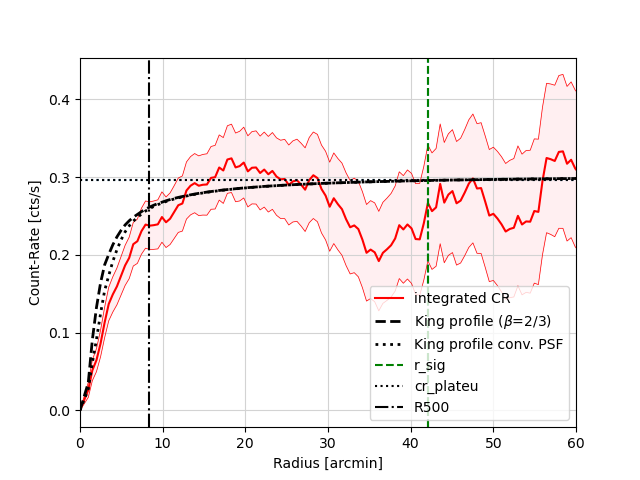 0.4
0.3
0.2
0.1
0.0
Count-Rate [cts/s]
integrated CR
King profile (β=2/3)
King profile conv. PSF
r_sig
cr_plateu
R500
0 10 20 30 40 50 60
Radius [arcmin]